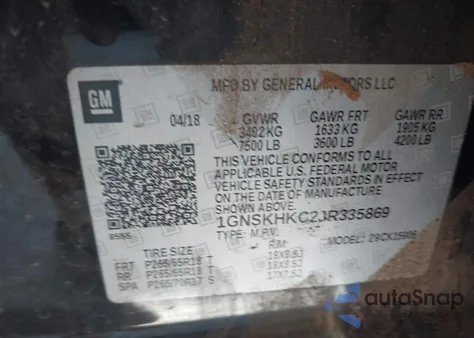 GM
MFD BY GENERAL MOTORS LLC
04/18 GVWR GAWR FRT GAWR RR
3402 KG 1633 KG 1905 KG
7500 LB 3600 LB 4200 LB
THIS VEHICLE CONFORMS TO ALL
APPLICABLE U.S. FEDERAL MOTOR
VEHICLE SAFETY STANDARDS IN
EFFECT ON THE DATE OF MANUFACTURE
SHOWN ABOVE.
1GNSKHKC2JR335869
TYPE: M.P.V. MODEL:
TIRE SIZE RIM
FRT P265/65R18 T 18X8.5J
RR P265/65R18 T 18X8.5J
SPA P265/70R17 S 17X7.5J
autaSnap